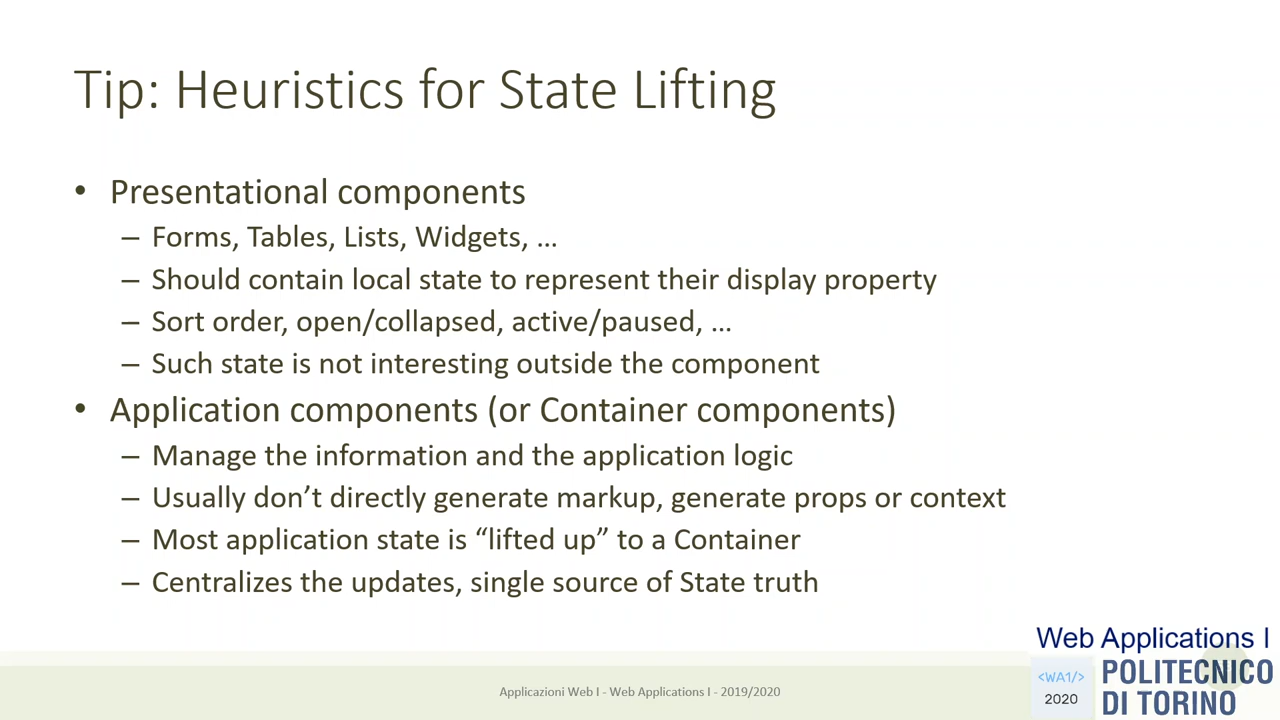 Tip: Heuristics for State Lifting
• Presentational components
– Forms, Tables, Lists, Widgets, …
– Should contain local state to represent their display property
– Sort order, open/collapsed, active/paused, …
– Such state is not interesting outside the component
• Application components (or Container components)
– Manage the information and the application logic
– Usually don’t directly generate markup, generate props or context
– Most application state is “lifted up” to a Container
– Centralizes the updates, single source of State truth
Applicazioni Web I - Web Applications I - 2019/2020
Web Applications I
<WA1/>
2020
POLITECNICO
DI TORINO